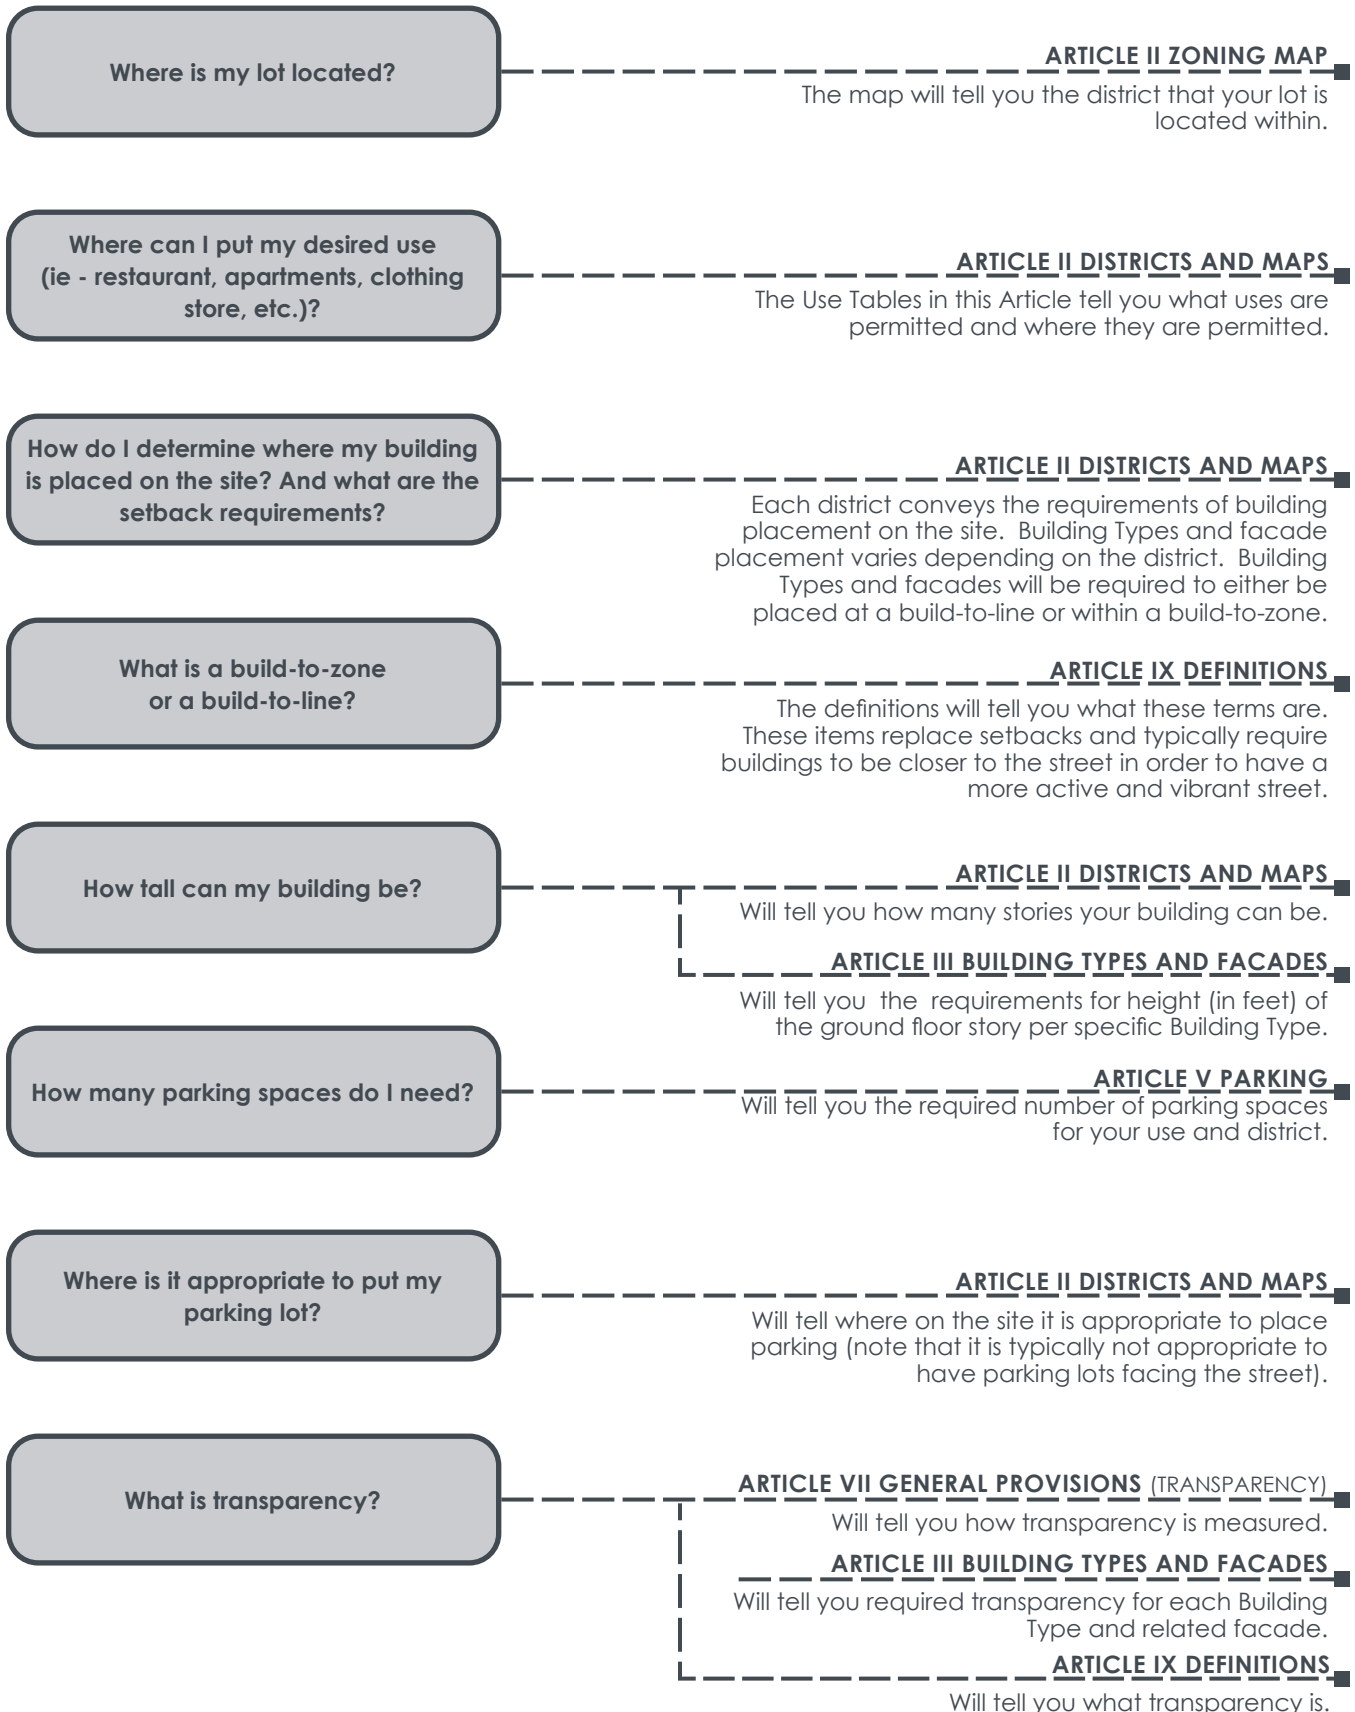 Where is my lot located?
ARTICLE II ZONING MAP
The map will tell you the district that your lot is
located within.
Where can I put my desired use
(ie - restaurant, apartments, clothing
store, etc.)?
ARTICLE II DISTRICTS AND MAPS
The Use Tables in this Article tell you what uses are
permitted and where they are permitted.
How do I determine where my building
is placed on the site? And what are the
setback requirements?
ARTICLE II DISTRICTS AND MAPS
Each district conveys the requirements of building
placement on the site.  Building Types and facade
placement varies depending on the district.  Building
Types and facades will be required to either be
placed at a build-to-line or within a build-to-zone.
What is a build-to-zone
or a build-to-line?
ARTICLE IX DEFINITIONS
The definitions will tell you what these terms are.
These items replace setbacks and typically require
buildings to be closer to the street in order to have a
more active and vibrant street.
How tall can my building be?
ARTICLE II DISTRICTS AND MAPS
Will tell you how many stories your building can be.
ARTICLE III BUILDING TYPES AND FACADES
Will tell you  the  requirements for height (in feet) of
the ground floor story per specific Building Type.
How many parking spaces do I need?
ARTICLE V PARKING
Will tell you the required number of parking spaces
for your use and district.
Where is it appropriate to put my
parking lot?
ARTICLE II DISTRICTS AND MAPS
Will tell where on the site it is appropriate to place
parking (note that it is typically not appropriate to
have parking lots facing the street).
What is transparency?
ARTICLE VII GENERAL PROVISIONS (TRANSPARENCY)
Will tell you how transparency is measured.
ARTICLE III BUILDING TYPES AND FACADES
Will tell you required transparency for each Building
Type and related facade.
ARTICLE IX DEFINITIONS
Will tell you what transparency is.